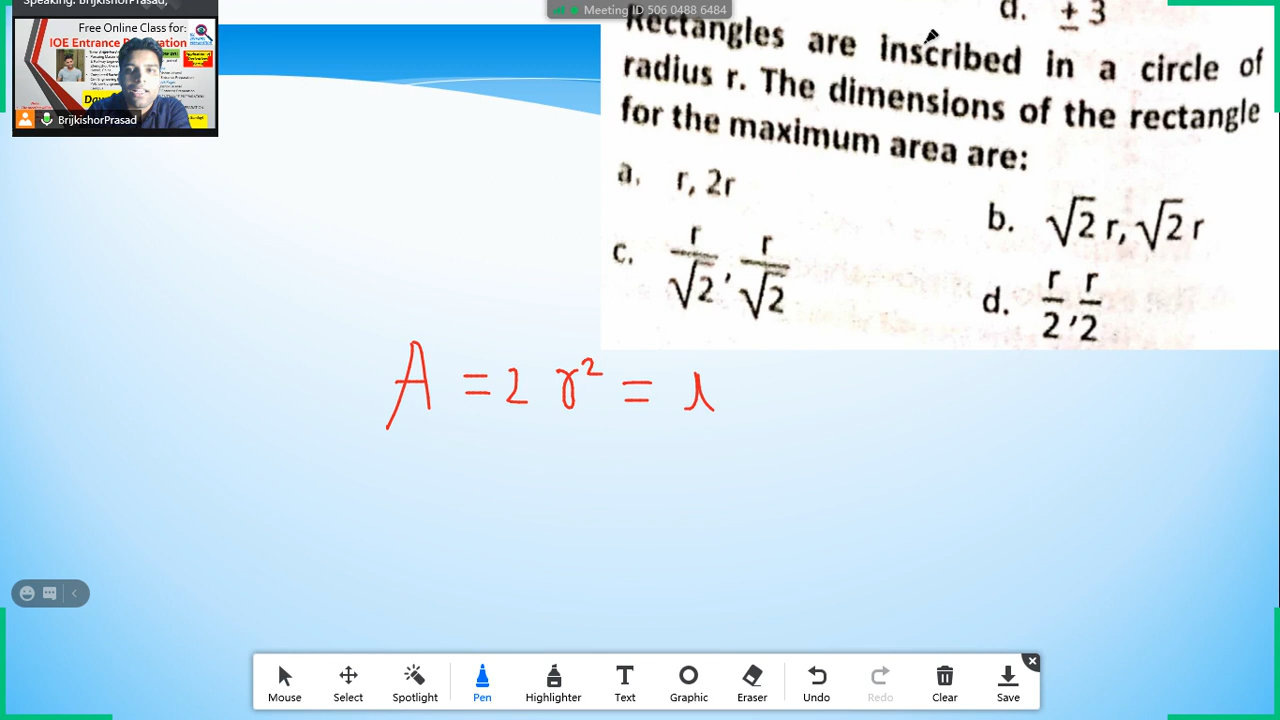 Speaking: BrijkishorPrasad;
Meeting ID 506 0488 6484
Free Online Class for:
IOE Entrance
BrijkishorPrasad
d. ± 3
Rectangles are inscribed in a circle of
radius r. The dimensions of the rectangle
for the maximum area are:
a. r, 2r
b. √2 r, √2 r
c. r/√2, r/√2
d. r/2, r/2
A = 2 r² =
Mouse
Select
Spotlight
Pen
Highlighter
Text
Graphic
Eraser
Undo
Redo
Clear
Save